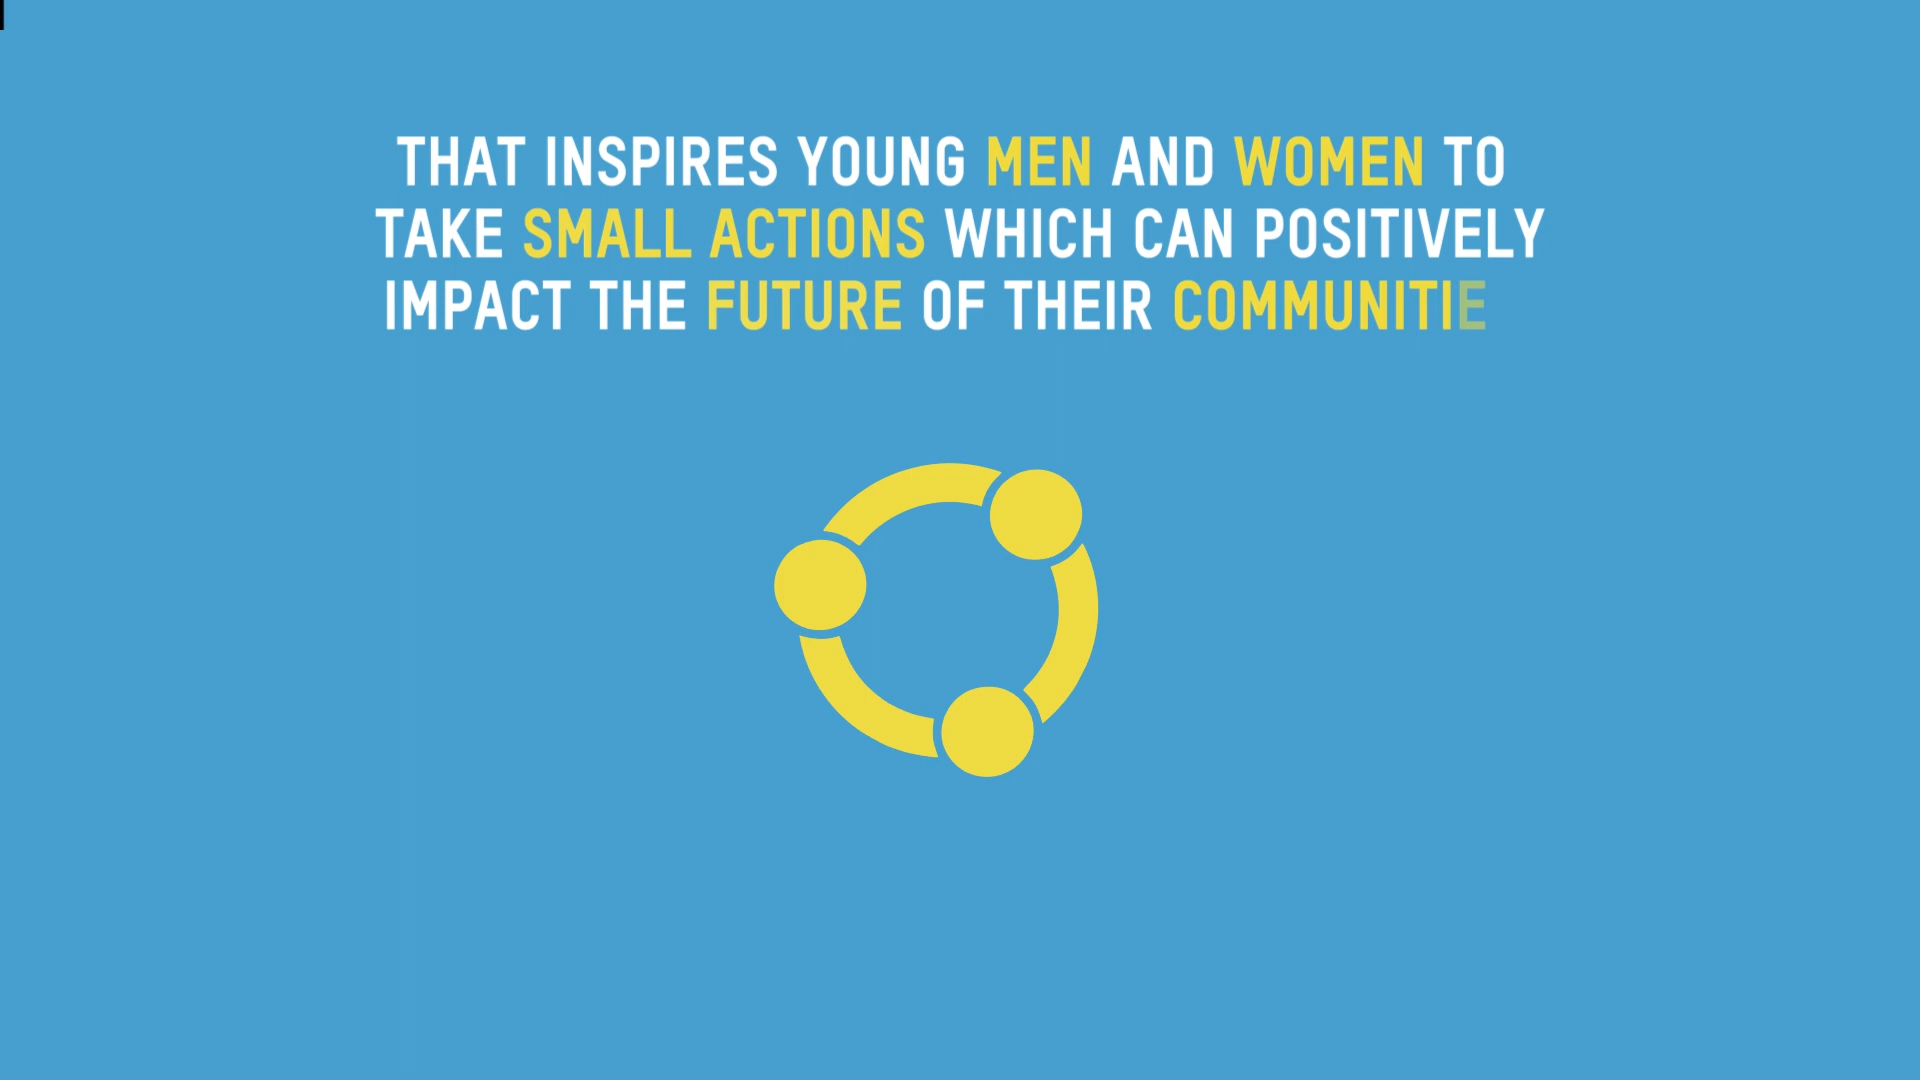 THAT INSPIRES YOUNG MEN AND WOMEN TO
TAKE SMALL ACTIONS WHICH CAN POSITIVELY
IMPACT THE FUTURE OF THEIR COMMUNITIE